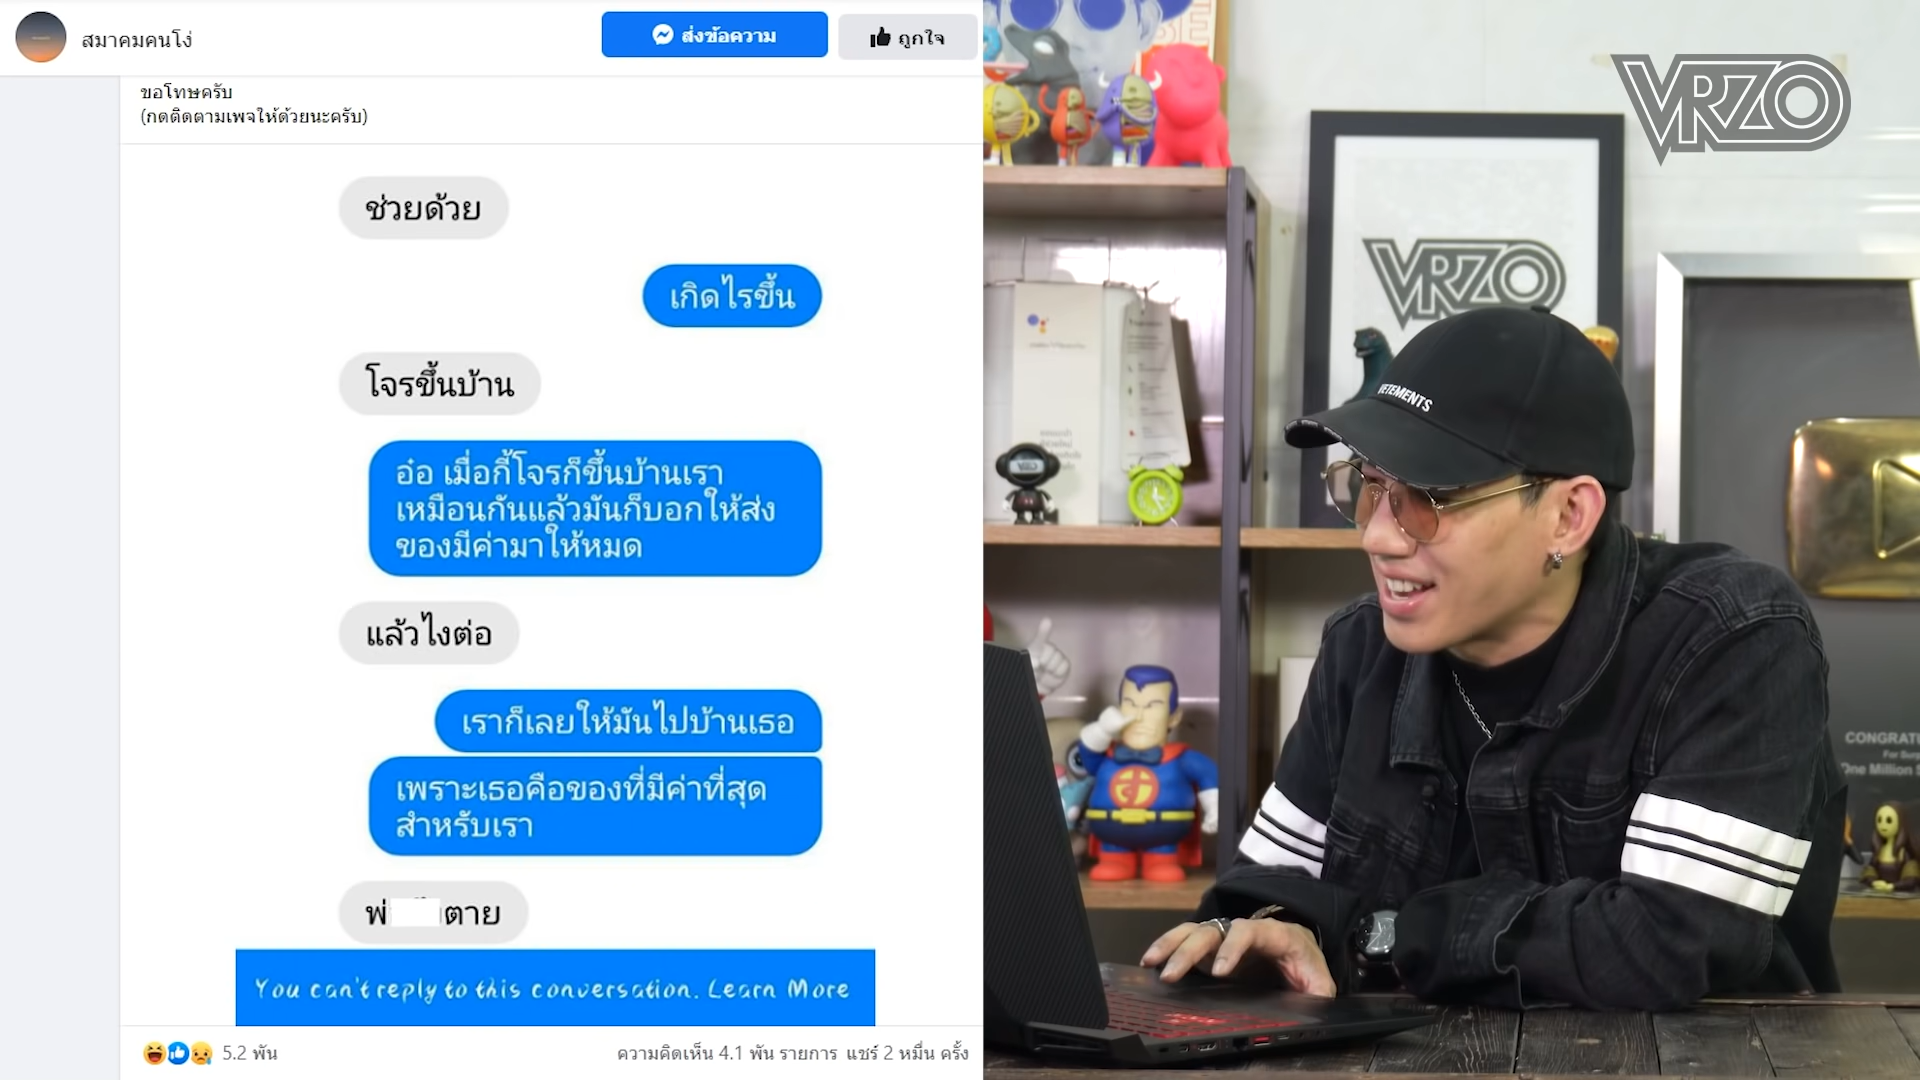 สมาคมคนโง่
ส่งข้อความ
ถูกใจ
ขอโทษครับ
(กดติดตามเพจให้ด้วยนะครับ)
ช่วยด้วย
เกิดไรขึ้น
โจรขึ้นบ้าน
อ๋อ เมื่อกี้โจรก็ขึ้นบ้านเรา
เหมือนกันแล้วมันก็บอกให้ส่ง
ของมีค่ามาให้หมด
แล้วไงต่อ
เราก็เลยให้มันไปบ้านเธอ
เพราะเธอคือของที่มีค่าที่สุด
สำหรับเรา
พ่ ตาย
You can't reply to this conversation. Learn More
5.2 พัน
ความคิดเห็น 4.1 พัน รายการ แชร์ 2 หมื่น ครั้ง
VRZO
VRZO
VETEMENTS
CONGRATU
One Million S